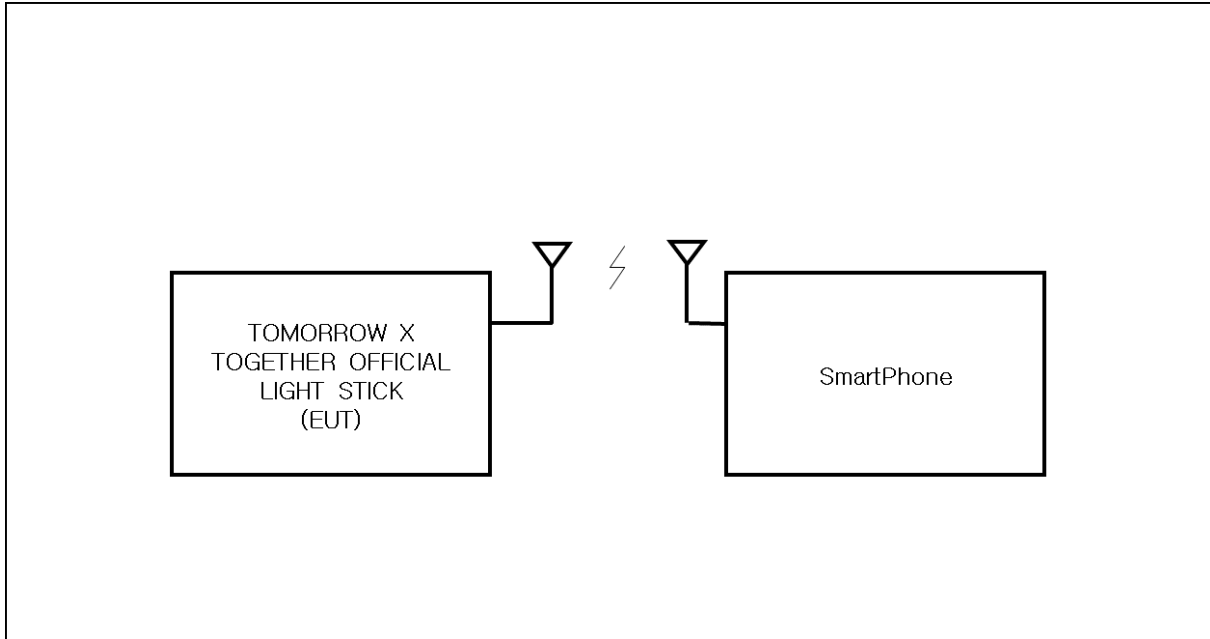 TOMORROW X
TOGETHER OFFICIAL
LIGHT STICK
(EUT)
SmartPhone